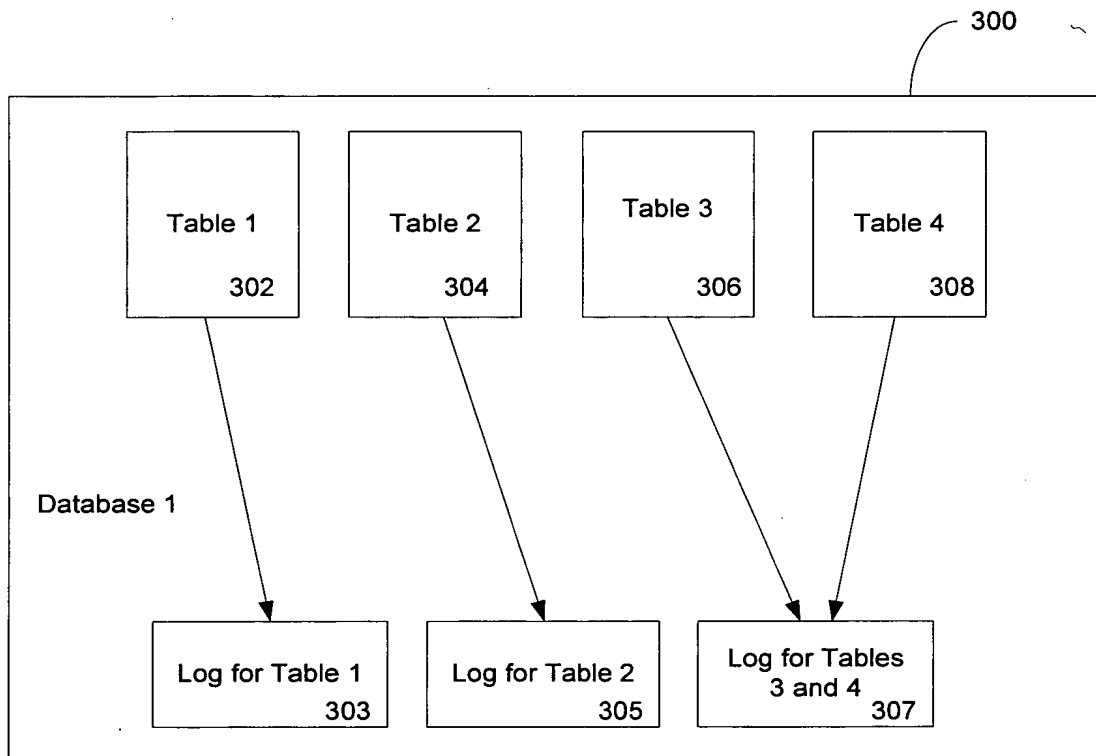 300
Table 1
302
Table 2
304
Table 3
306
Table 4
308
Database 1
Log for Table 1
303
Log for Table 2
305
Log for Tables
3 and 4
307